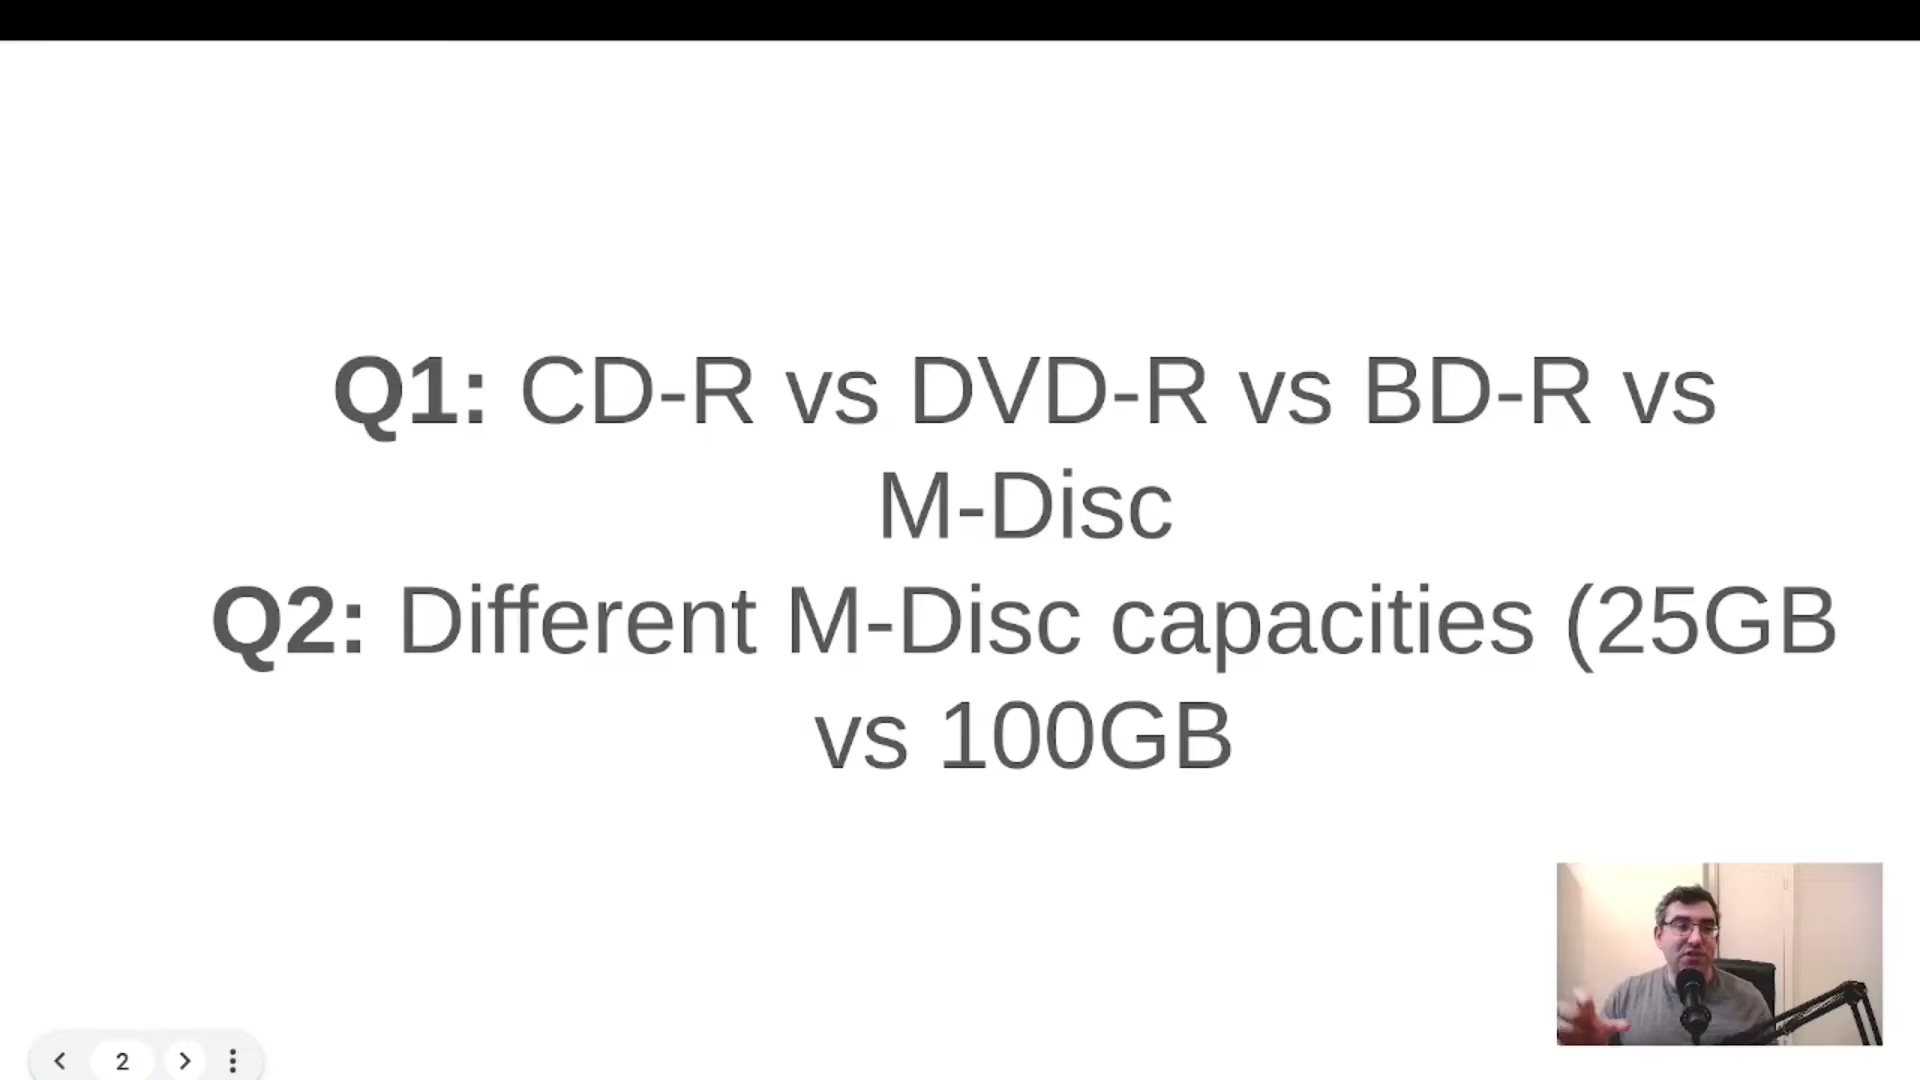 Q1: CD-R vs DVD-R vs BD-R vs
M-Disc
Q2: Different M-Disc capacities (25GB
vs 100GB
2